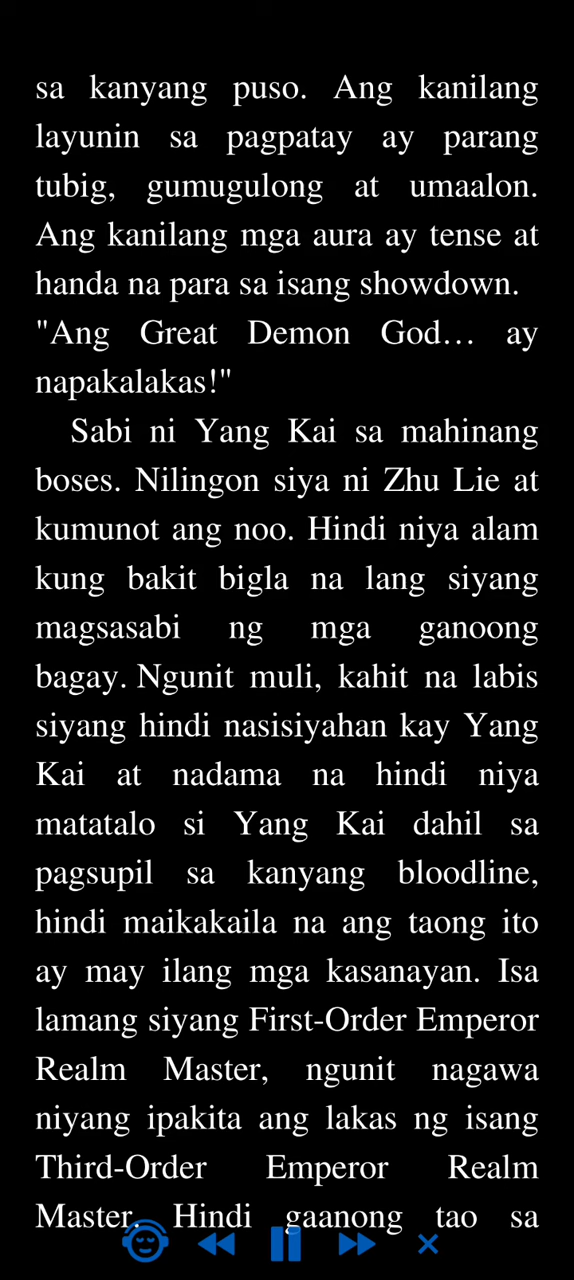 sa kanyang puso. Ang kanilang
layunin sa pagpatay ay parang
tubig, gumugulong at umaalon.
Ang kanilang mga aura ay tense at
handa na para sa isang showdown.
"Ang Great Demon God… ay
napakalakas!"
Sabi ni Yang Kai sa mahinang
boses. Nilingon siya ni Zhu Lie at
kumunot ang noo. Hindi niya alam
kung bakit bigla na lang siyang
magsasabi ng mga ganoong
bagay. Ngunit muli, kahit na labis
siyang hindi nasisiyahan kay Yang
Kai at nadama na hindi niya
matatalo si Yang Kai dahil sa
pagsupil sa kanyang bloodline,
hindi maikakaila na ang taong ito
ay may ilang mga kasanayan. Isa
lamang siyang First-Order Emperor
Realm Master, ngunit nagawa
niyang ipakita ang lakas ng isang
Third-Order Emperor Realm
Master. Hindi gaanong tao sa